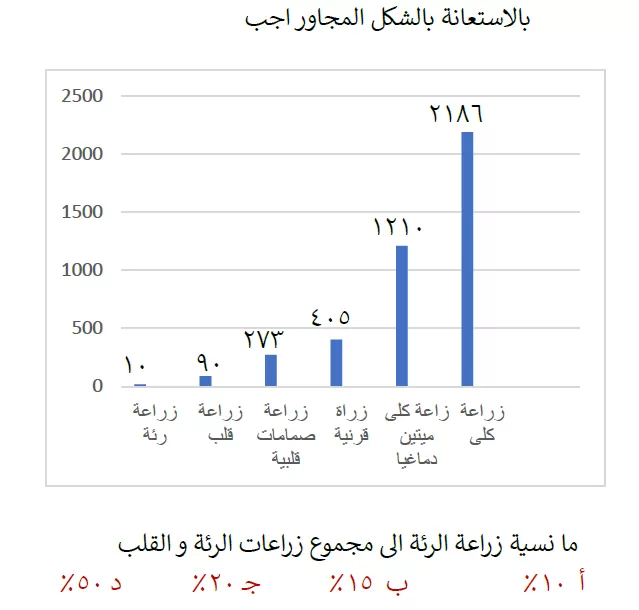 بالاستعانة بالشكل المجاور اجب
2500
2000
1500
1000
500
0
٢١٨٦
١٢١٠
٤٠٥
٢٧٣
٩٠
١٠
زراعة كلى
زاعة كلى ميتين دماغيا
زراة قرنية
زراعة صمامات قلبية
زراعة قلب
زراعة رئة
ما نسية زراعة الرئة الى مجموع زراعات الرئة و القلب
أ ١٠٪ ب ١٥٪ جـ ٢٠٪ د ٥٠٪